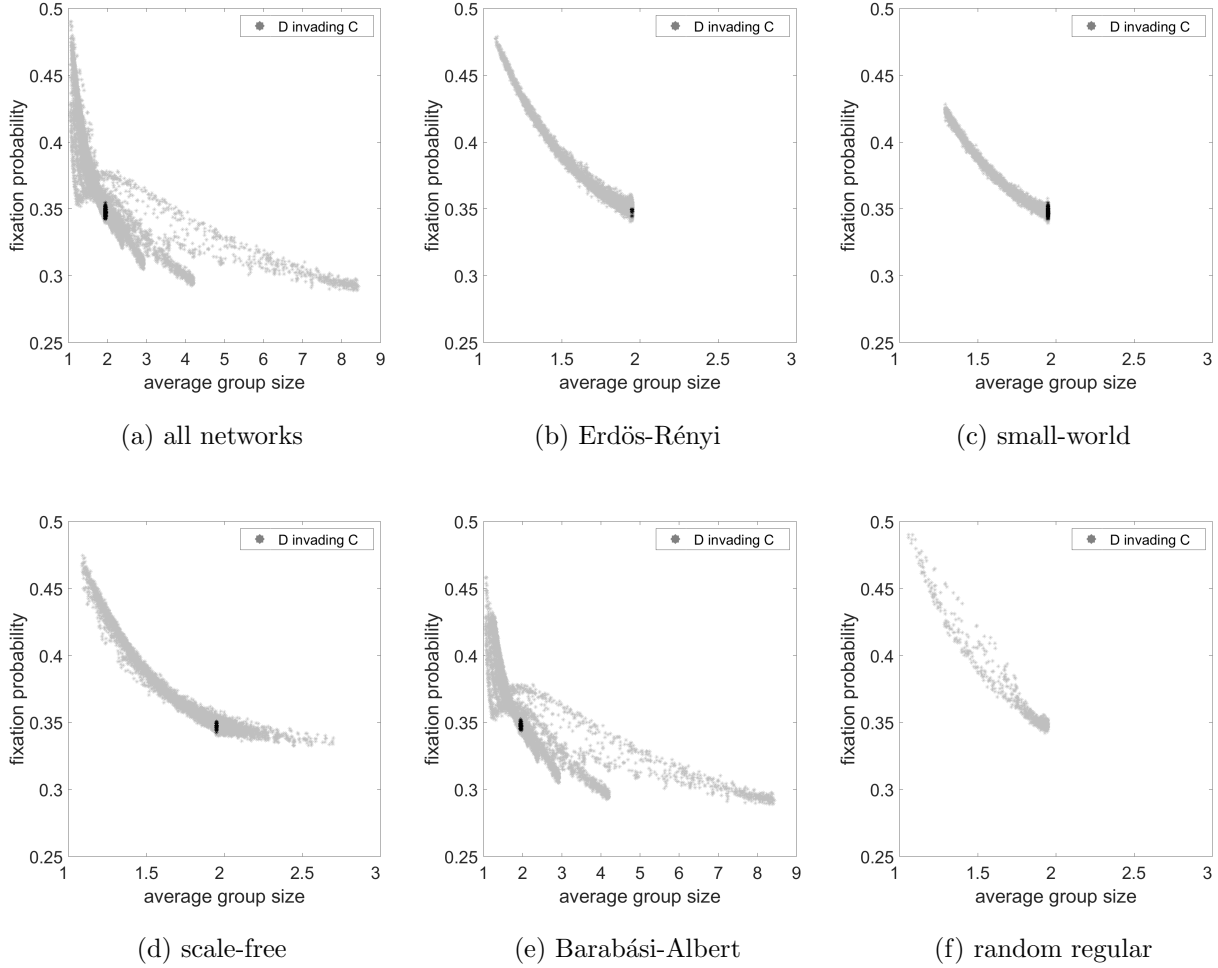 0.5
0.45
0.4
0.35
0.3
0.25
fixation probability
D invading C
1 2 3 4 5 6 7 8 9
average group size
(a) all networks
0.5
0.45
0.4
0.35
0.3
0.25
fixation probability
D invading C
1 1.5 2 2.5 3
average group size
(b) Erdös-Rényi
0.5
0.45
0.4
0.35
0.3
0.25
fixation probability
D invading C
1 1.5 2 2.5 3
average group size
(c) small-world
0.5
0.45
0.4
0.35
0.3
0.25
fixation probability
D invading C
1 1.5 2 2.5 3
average group size
(d) scale-free
0.5
0.45
0.4
0.35
0.3
0.25
fixation probability
D invading C
1 2 3 4 5 6 7 8 9
average group size
(e) Barabási-Albert
0.5
0.45
0.4
0.35
0.3
0.25
fixation probability
D invading C
1 1.5 2 2.5 3
average group size
(f) random regular